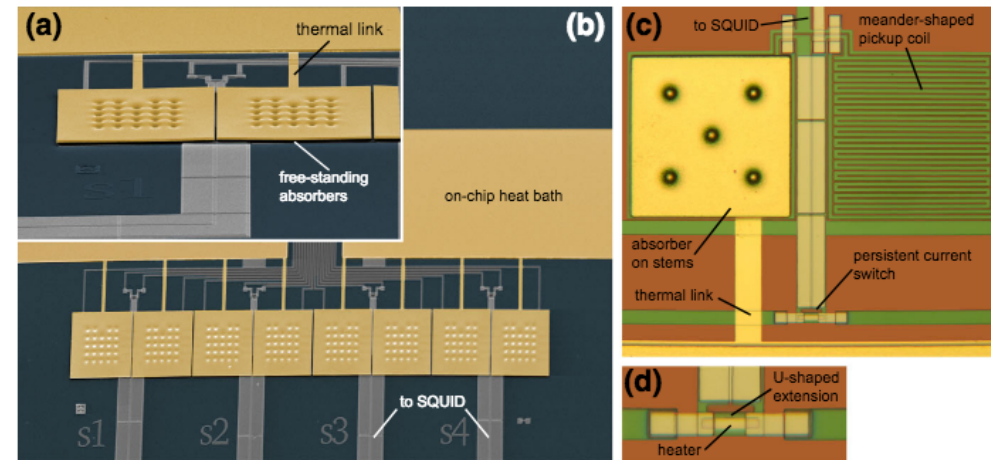 (a)
thermal link
free-standing
absorbers
s1
(b)
on-chip heat bath
to SQUID
s1
s2
s3
s4
(c)
to SQUID
meander-shaped
pickup coil
absorber
on stems
thermal link
persistent current
switch
(d)
U-shaped
extension
heater